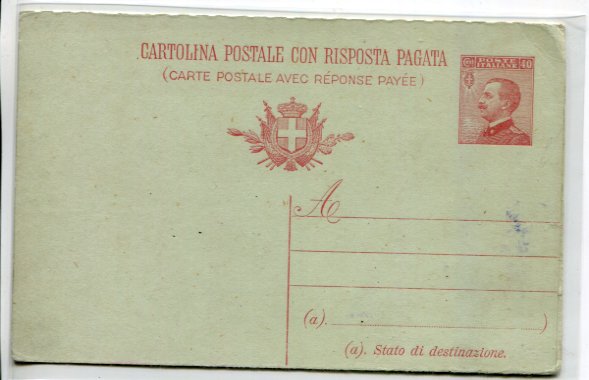 CARTOLINA POSTALE CON RISPOSTA PAGATA
(CARTE POSTALE AVEC RÉPONSE PAYÉE)
POSTE
ITALIANE 40
A
(a). )
(a). Stato di destinazione.